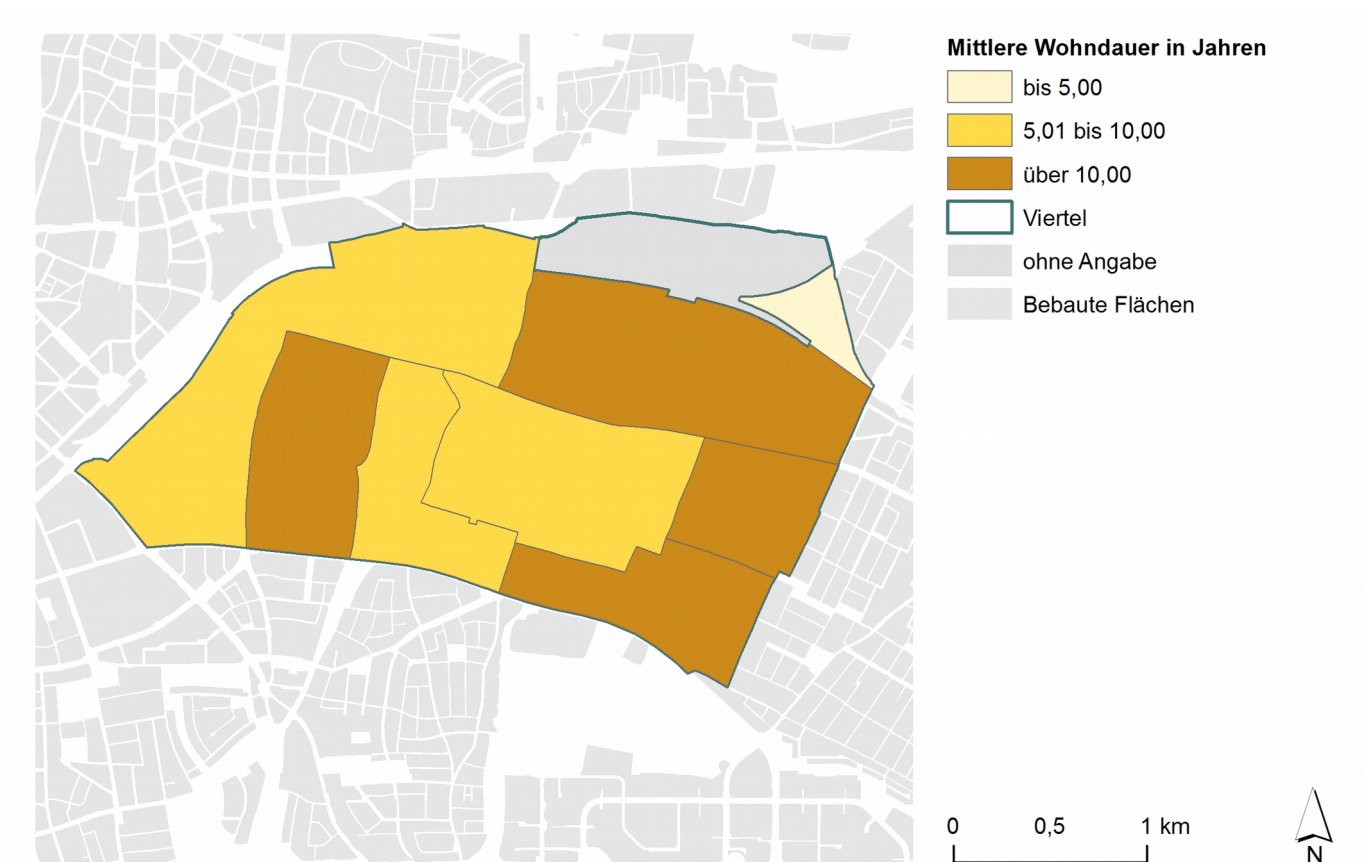 Mittlere Wohndauer in Jahren
bis 5,00
5,01 bis 10,00
über 10,00
Viertel
ohne Angabe
Bebaute Flächen
0 0,5 1 km
N